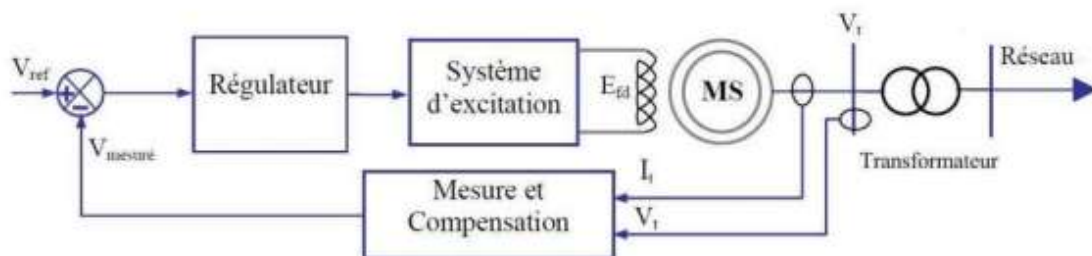 V_ref
+
−
V_mesuré
Régulateur
Système
d'excitation
E_fd
MS
V_t
Réseau
Transformateur
I_t
V_t
Mesure et
Compensation